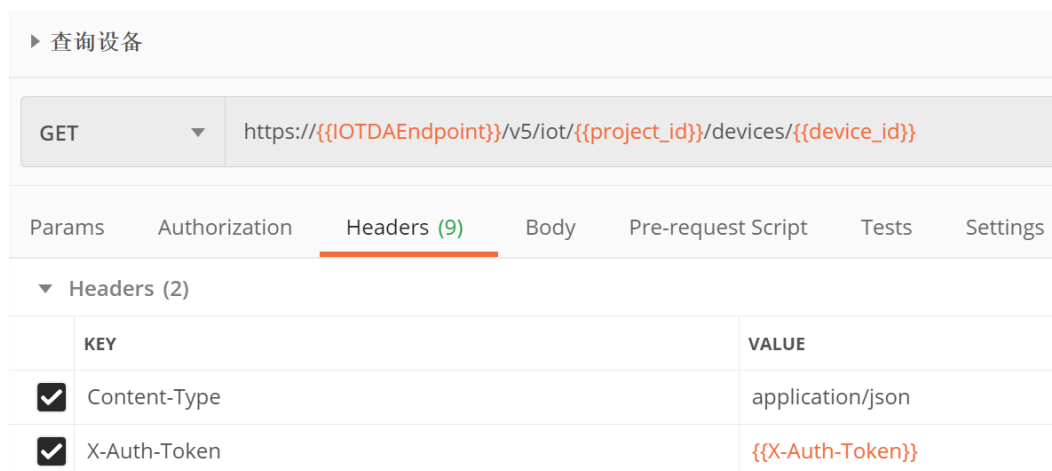 查询设备
GET https://{{IOTDAEndpoint}}/v5/iot/{{project_id}}/devices/{{device_id}}
Params Authorization Headers (9) Body Pre-request Script Tests Settings
Headers (2)
KEY VALUE
Content-Type application/json
X-Auth-Token {{X-Auth-Token}}